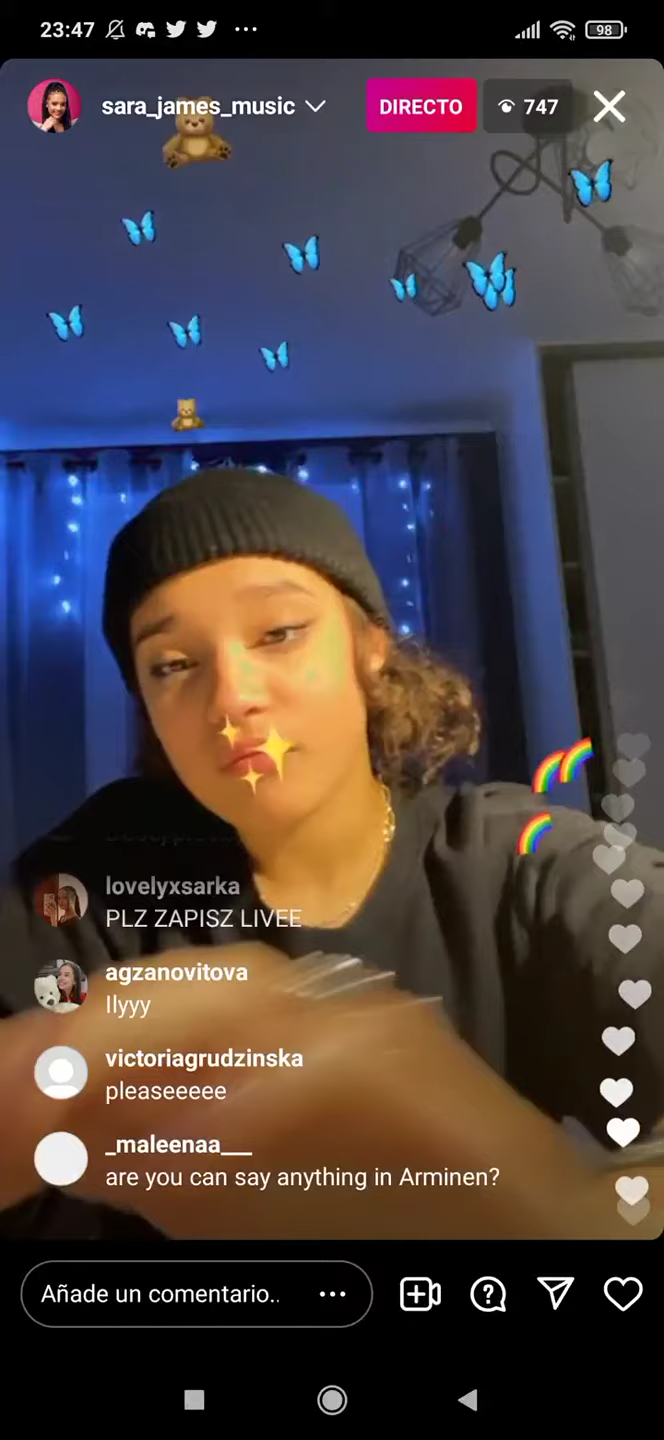 23:47
98
sara_james_music
DIRECTO
747
lovelyxsarka
PLZ ZAPISZ LIVEE
agzanovitova
Ilyyy
victoriagrudzinska
pleaseeeee
_maleenaa___
are you can say anything in Arminen?
Añade un comentario..